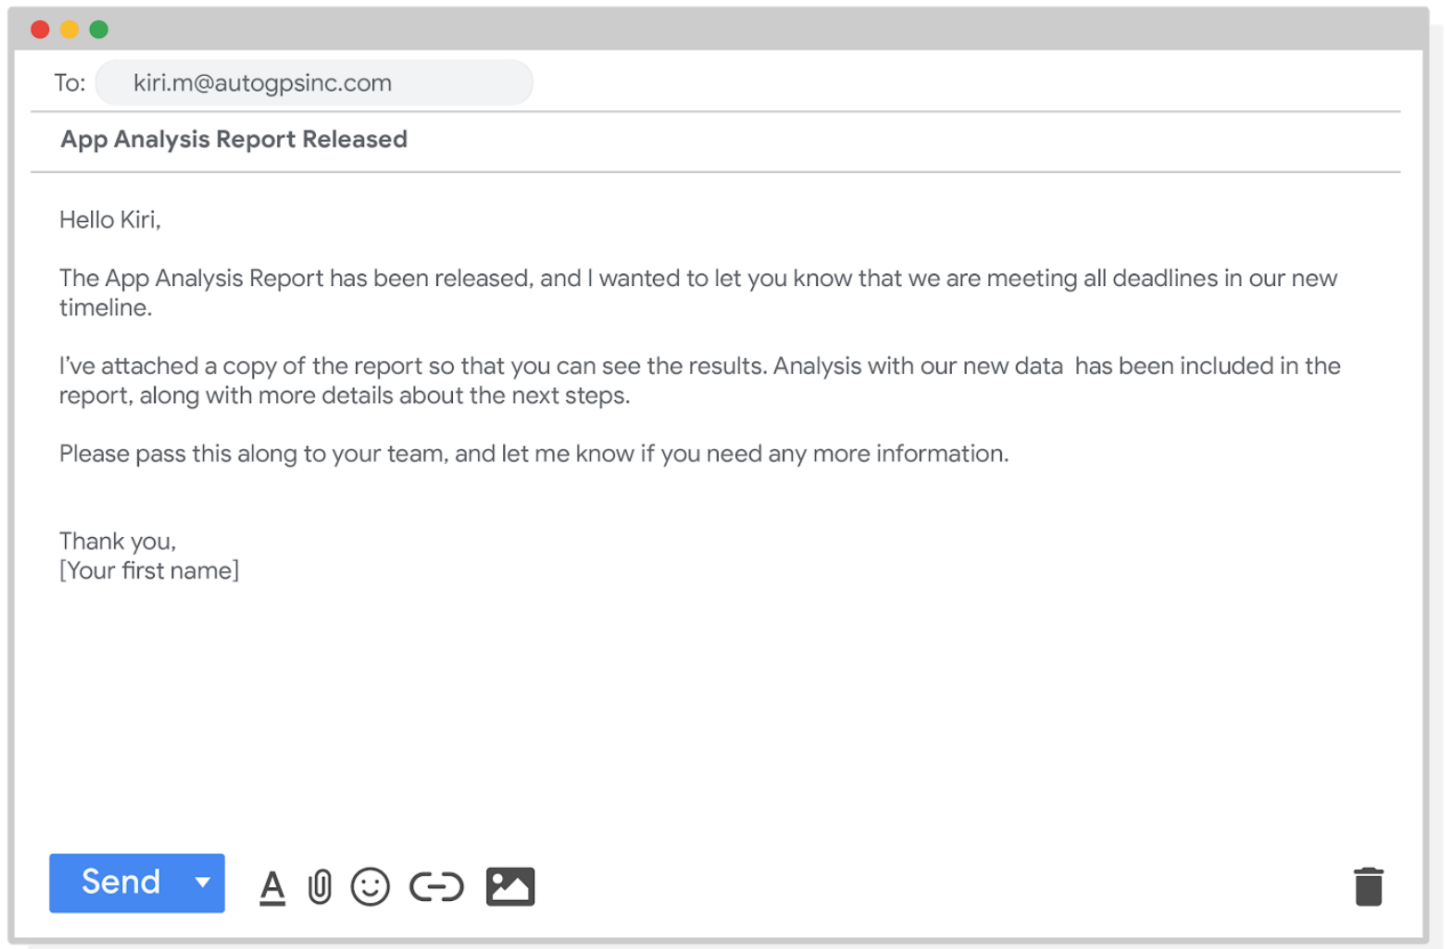 To: kiri.m@autogpsinc.com
App Analysis Report Released
Hello Kiri,
The App Analysis Report has been released, and I wanted to let you know that we are meeting all deadlines in our new
timeline.
I’ve attached a copy of the report so that you can see the results. Analysis with our new data  has been included in the
report, along with more details about the next steps.
Please pass this along to your team, and let me know if you need any more information.
Thank you,
[Your first name]
Send A